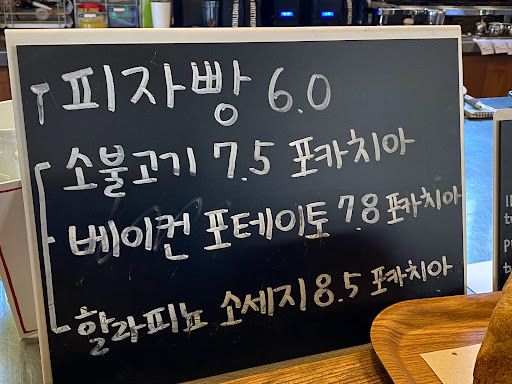 피자빵 6.0
소불고기 7.5 포카치아
베이컨 포테이토 7.8 포카치아
할라피뇨 소세지 8.5 포카치아